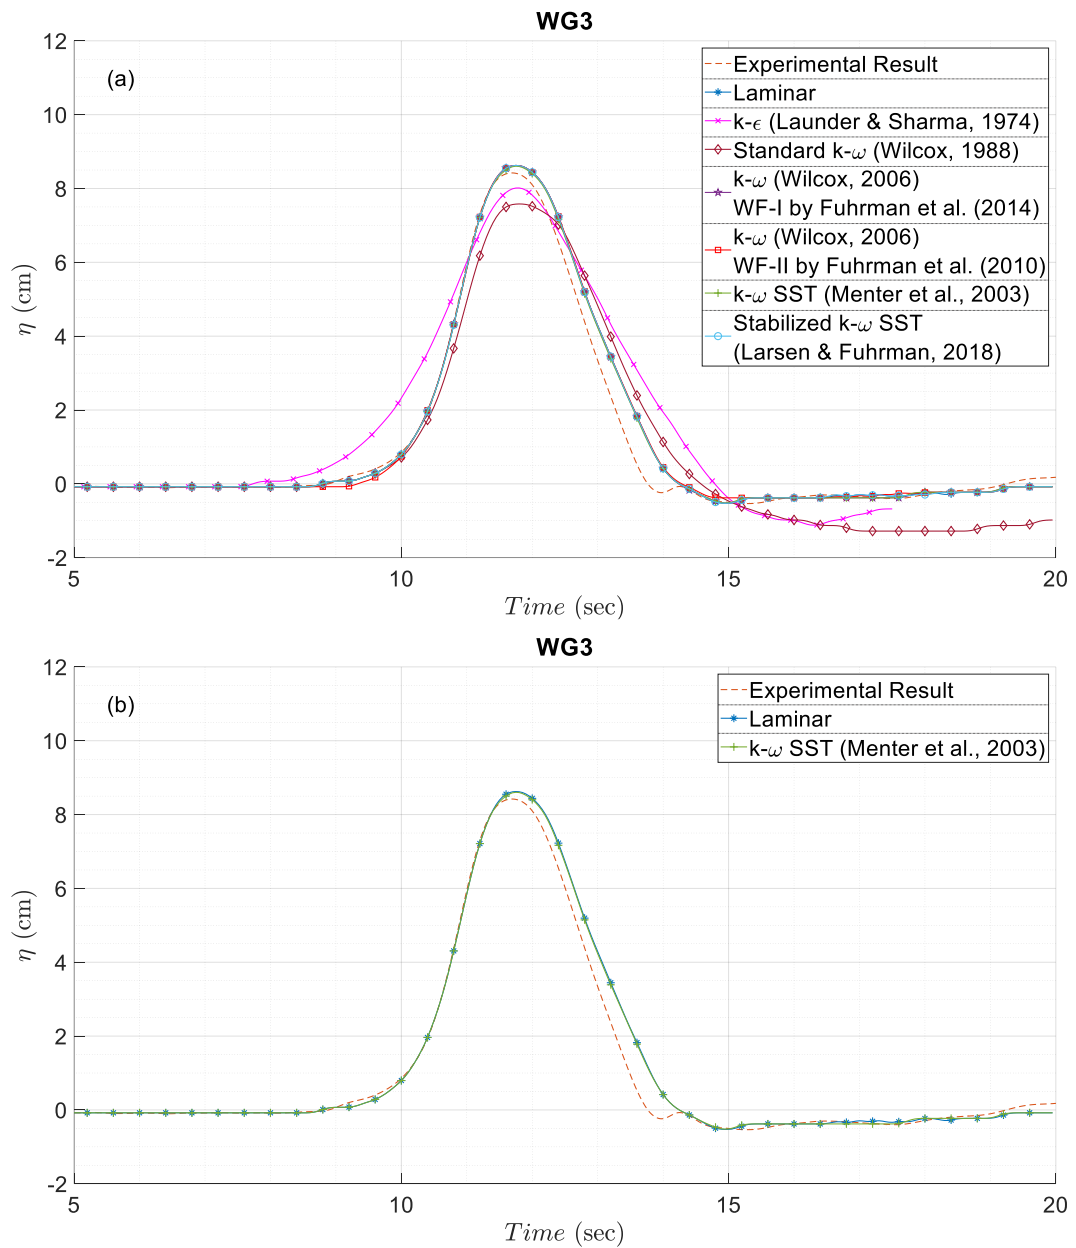 WG3
12
10
8
6
4
2
0
-2
η (cm)
(a)
Experimental Result
Laminar
k-ϵ (Launder & Sharma, 1974)
Standard k-ω (Wilcox, 1988)
k-ω (Wilcox, 2006)
WF-I by Fuhrman et al. (2014)
k-ω (Wilcox, 2006)
WF-II by Fuhrman et al. (2010)
k-ω SST (Menter et al., 2003)
Stabilized k-ω SST
(Larsen & Fuhrman, 2018)
5 10 15 20
Time (sec)
WG3
12
10
8
6
4
2
0
-2
η (cm)
(b)
Experimental Result
Laminar
k-ω SST (Menter et al., 2003)
5 10 15 20
Time (sec)